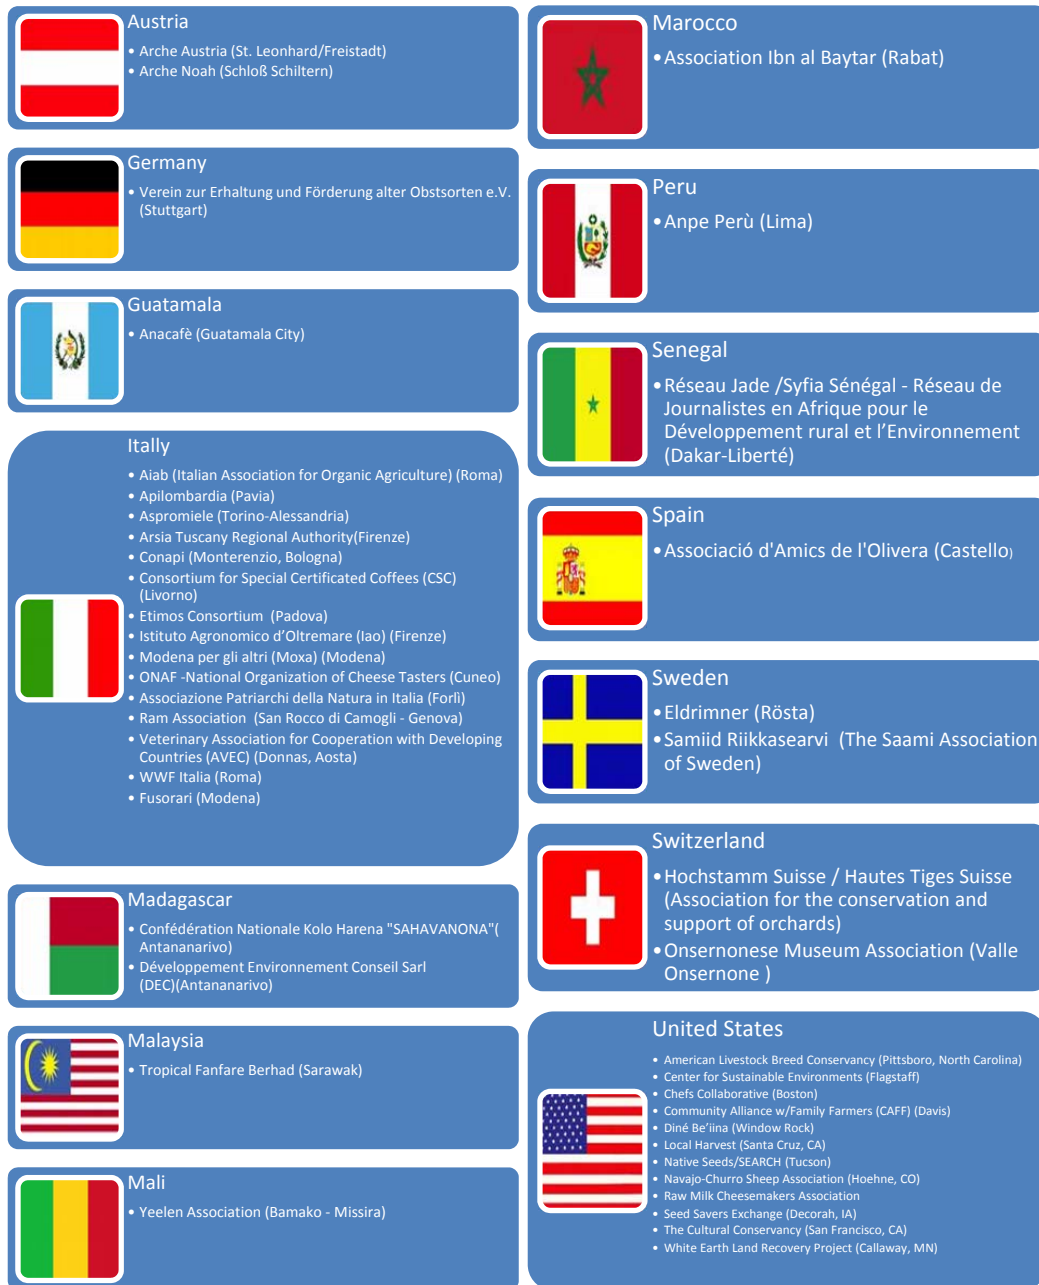 Austria
• Arche Austria (St. Leonhard/Freistadt)
• Arche Noah (Schloß Schiltern)
Germany
• Verein zur Erhaltung und Förderung alter Obstsorten e.V.
(Stuttgart)
Guatamala
• Anacafè (Guatamala City)
Itally
• Aiab (Italian Association for Organic Agriculture) (Roma)
• Apilombardia (Pavia)
• Aspromiele (Torino-Alessandria)
• Arsia Tuscany Regional Authority(Firenze)
• Conapi (Monterenzio, Bologna)
• Consortium for Special Certificated Coffees (CSC)
(Livorno)
• Etimos Consortium (Padova)
• Istituto Agronomico d’Oltremare (Iao) (Firenze)
• Modena per gli altri (Moxa) (Modena)
• ONAF -National Organization of Cheese Tasters (Cuneo)
• Associazione Patriarchi della Natura in Italia (Forlì)
• Ram Association (San Rocco di Camogli - Genova)
• Veterinary Association for Cooperation with Developing
Countries (AVEC) (Donnas, Aosta)
• WWF Italia (Roma)
• Fusorari (Modena)
Madagascar
• Confédération Nationale Kolo Harena "SAHAVANONA"(
Antananarivo)
• Développement Environnement Conseil Sarl
(DEC)(Antananarivo)
Malaysia
• Tropical Fanfare Berhad (Sarawak)
Mali
• Yeelen Association (Bamako - Missira)
Marocco
•Association Ibn al Baytar (Rabat)
Peru
•Anpe Perù (Lima)
Senegal
•Réseau Jade /Syfia Sénégal - Réseau de
Journalistes en Afrique pour le
Développement rural et l’Environnement
(Dakar-Liberté)
Spain
•Associació d'Amics de l'Olivera (Castello)
Sweden
•Eldrimner (Rösta)
•Samiid Riikkasearvi (The Saami Association
of Sweden)
Switzerland
•Hochstamm Suisse / Hautes Tiges Suisse
(Association for the conservation and
support of orchards)
•Onsernonese Museum Association (Valle
Onsernone )
United States
• American Livestock Breed Conservancy (Pittsboro, North Carolina)
• Center for Sustainable Environments (Flagstaff)
• Chefs Collaborative (Boston)
• Community Alliance w/Family Farmers (CAFF) (Davis)
• Diné Be’iina (Window Rock)
• Local Harvest (Santa Cruz, CA)
• Native Seeds/SEARCH (Tucson)
• Navajo-Churro Sheep Association (Hoehne, CO)
• Raw Milk Cheesemakers Association
• Seed Savers Exchange (Decorah, IA)
• The Cultural Conservancy (San Francisco, CA)
• White Earth Land Recovery Project (Callaway, MN)